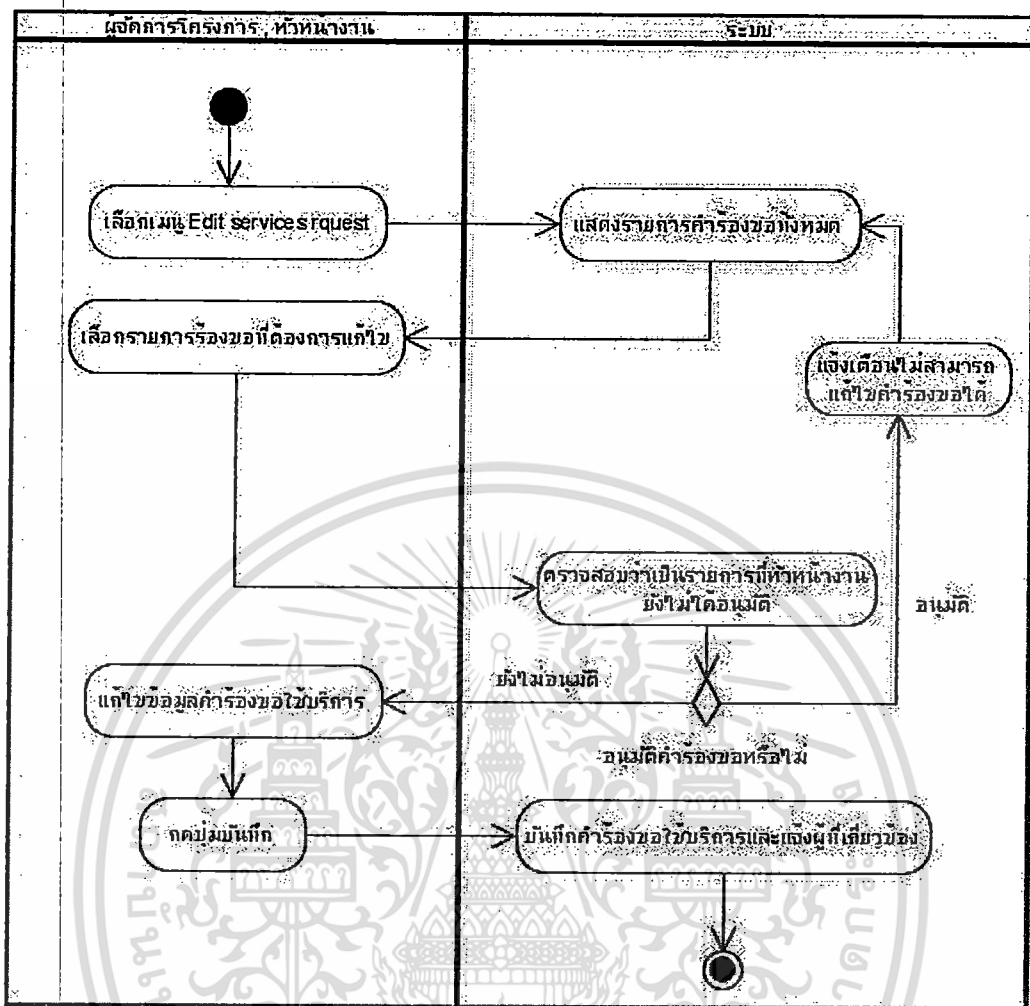 ผู้จัดการโครงการ , หัวหน้างาน
ระบบ
เลือกเมนู Edit services rquest
แสดงรายการคำร้องขอทั้งหมด
เลือกรายการร้องขอที่ต้องการแก้ไข
แจ้งเตือนไม่สามารถ
แก้ไขคำร้องขอได้
ตรวจสอบว่าเป็นรายการที่หัวหน้างาน
ยังไม่ได้อนุมัติ
อนุมัติ
ยังไม่อนุมัติ
แก้ไขข้อมูลคำร้องขอใช้บริการ
อนุมัติคำร้องขอหรือไม่
กดปุ่มบันทึก
บันทึกคำร้องขอใช้บริการและแจ้งผู้ที่เกี่ยวข้อง